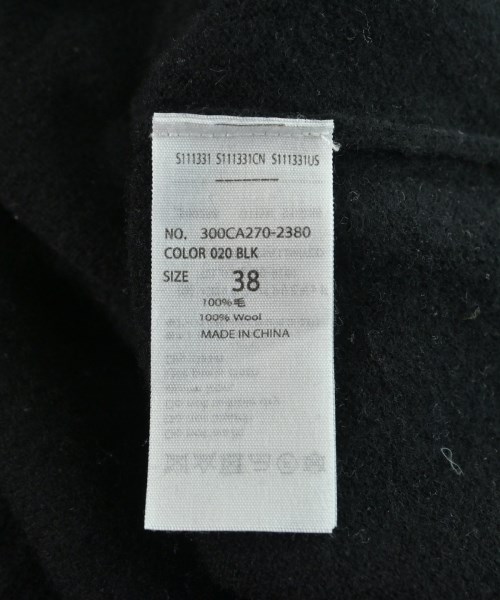 S111331 S111331CN S111331US
NO. 300CA270-2380
COLOR 020 BLK
SIZE 38
100%毛
100% Wool
MADE IN CHINA